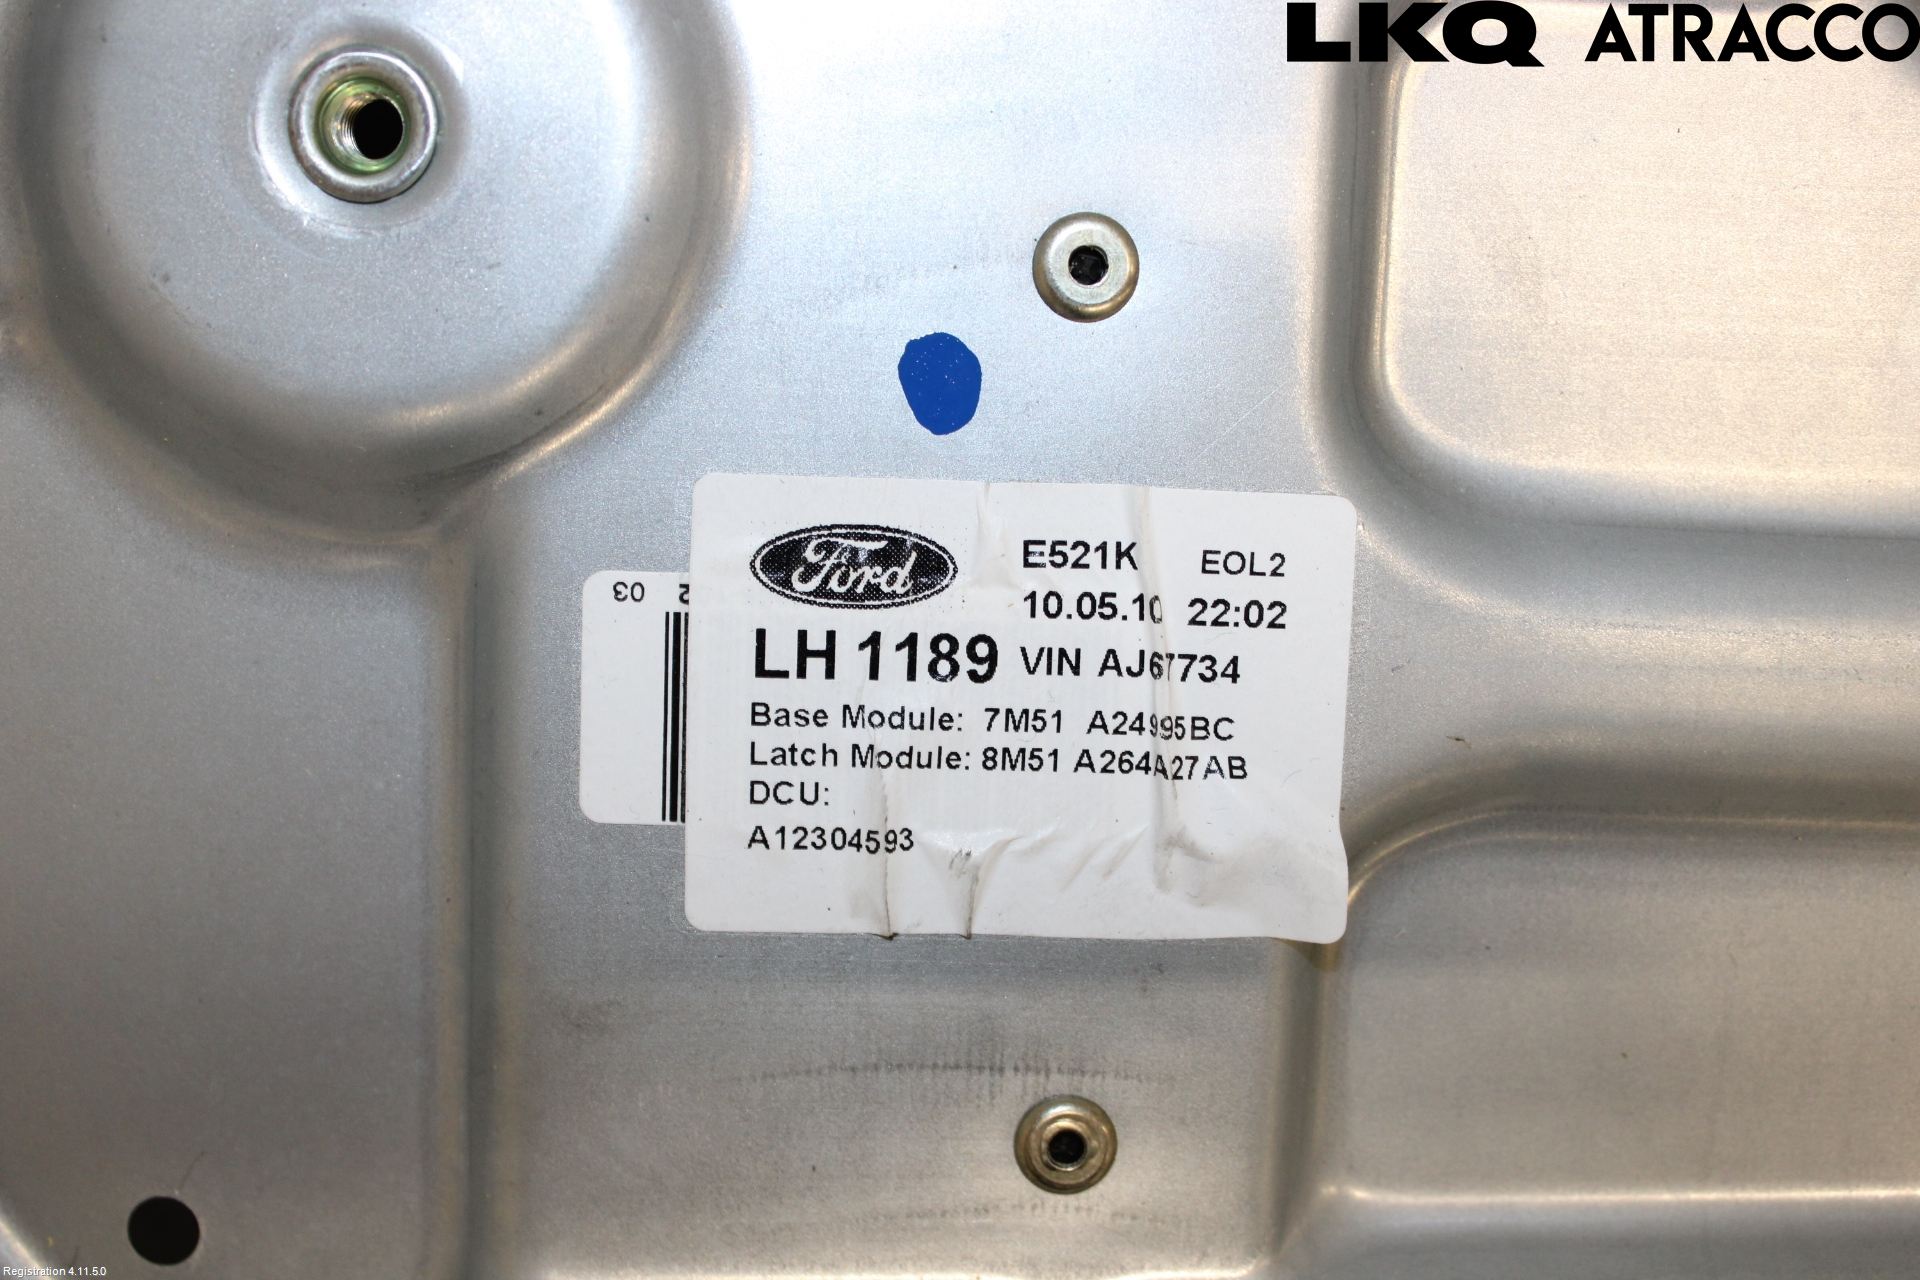 LKQ ATRACCO
Ford
E521K EOL2
10.05.10 22:02
LH 1189 VIN AJ67734
Base Module: 7M51 A24995BC
Latch Module: 8M51 A264A27AB
DCU:
A12304593
03 2
Registration 4.11.5.0